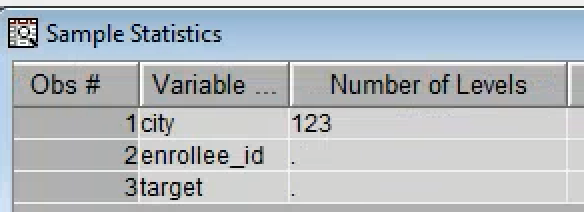 Sample Statistics
Obs # Variable ... Number of Levels
1 city 123
2 enrollee_id .
3 target .